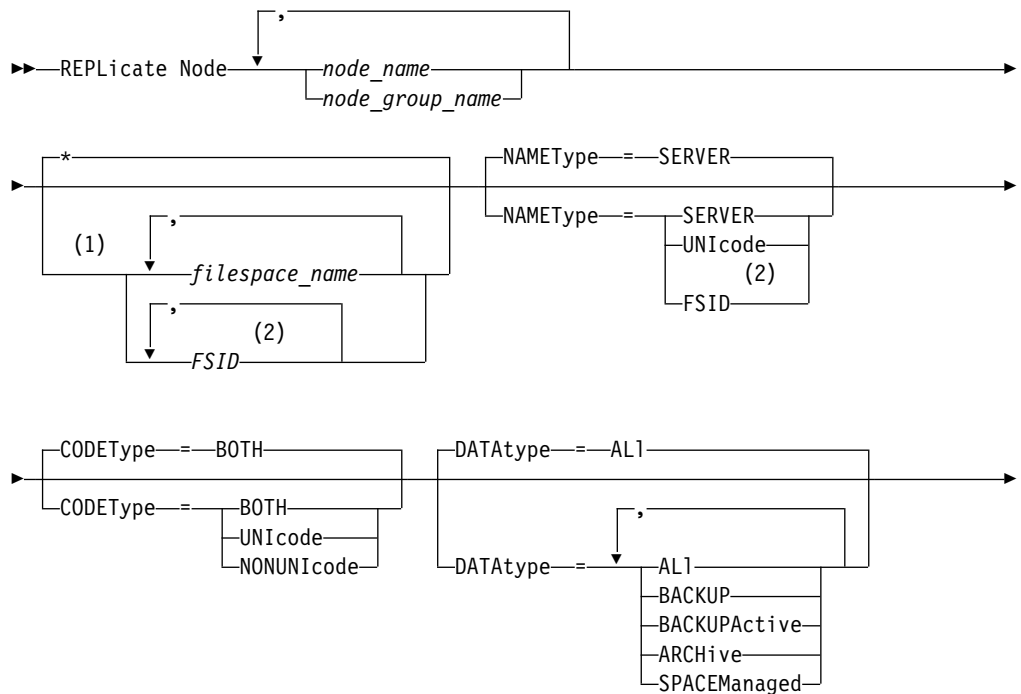 ,
REPLicate Node node_name
node_group_name
*
(1) ,
filespace_name
, (2)
FSID
NAMEType = SERVER
NAMEType = SERVER
UNIcode
(2)
FSID
CODEType = BOTH
CODEType = BOTH
UNIcode
NONUNIcode
DATAtype = ALl
,
DATAtype = ALl
BACKUP
BACKUPActive
ARCHive
SPACEManaged